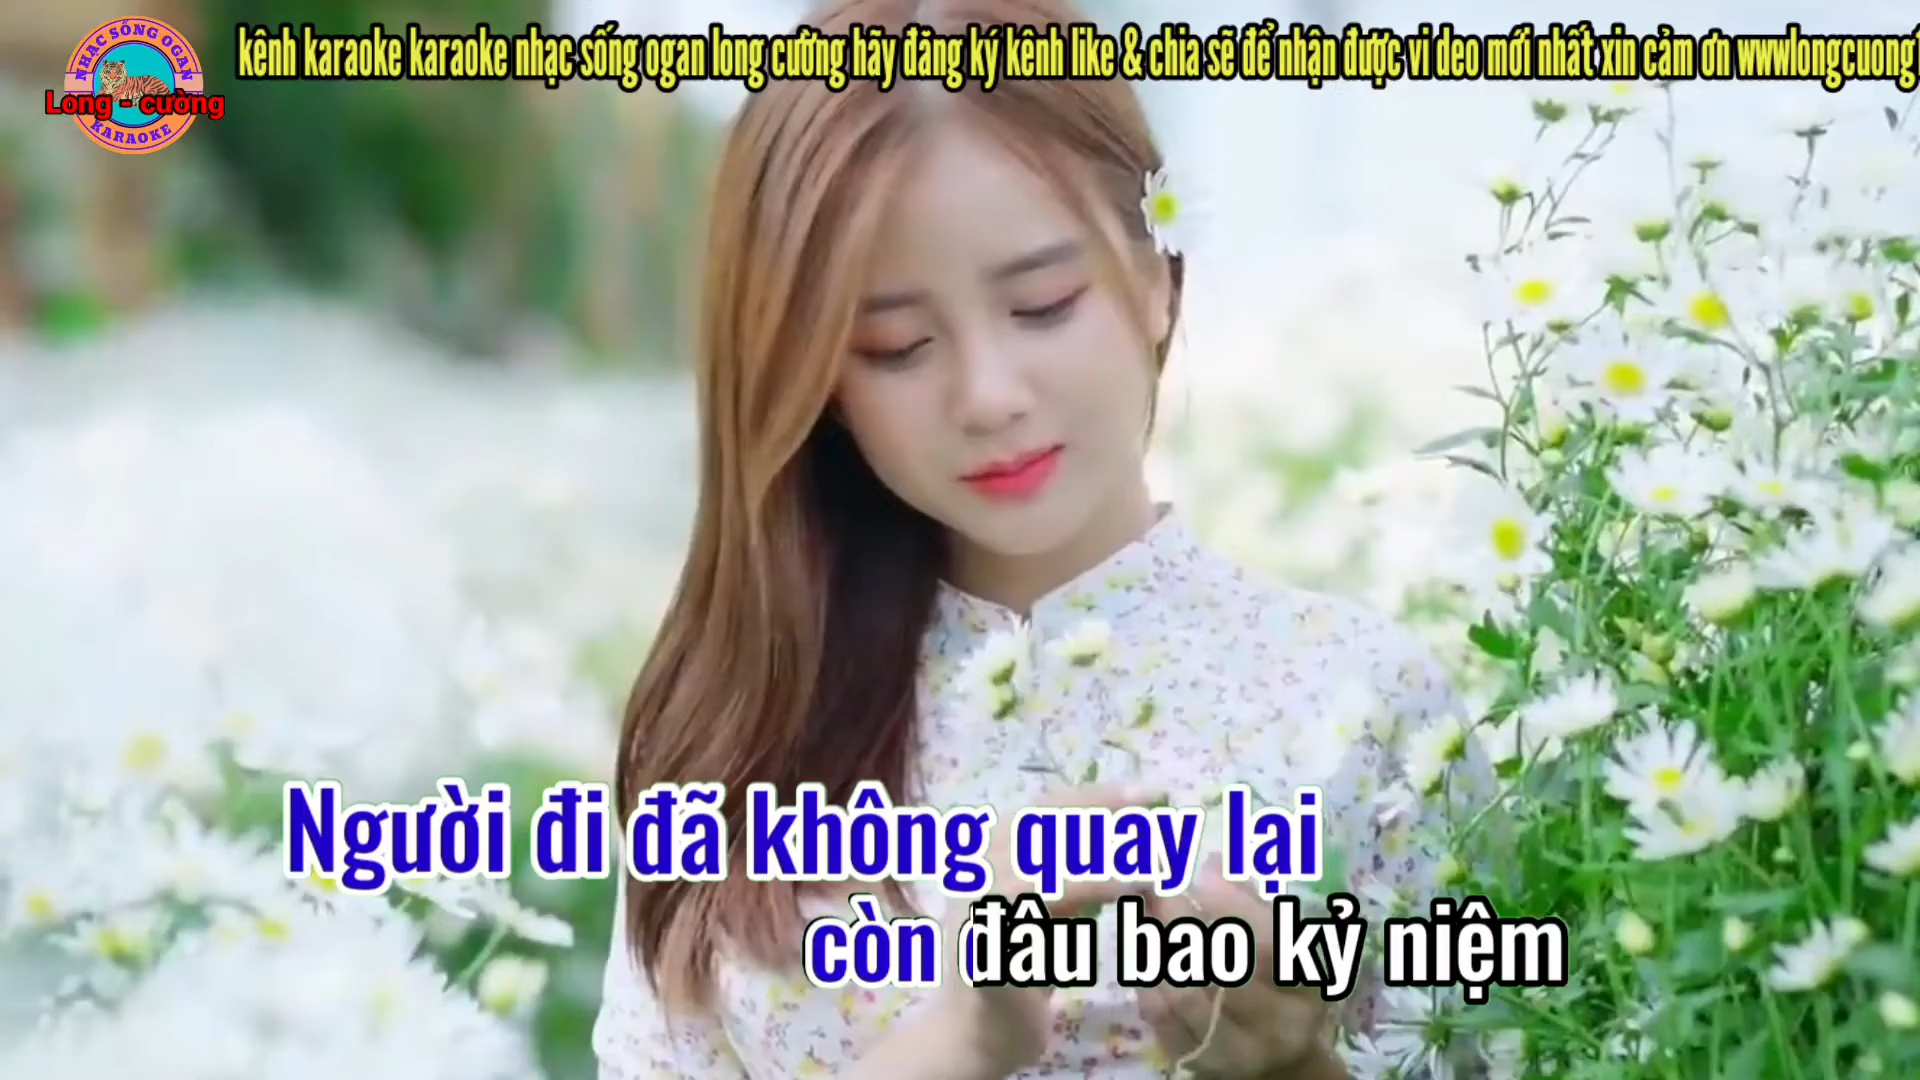 NHẠC SỐNG OGAN
Long - cường
KARAOKE
kênh karaoke karaoke nhạc sống ogan long cường hãy đăng ký kênh like & chia sẽ để nhận được vi deo mới nhất xin cảm ơn wwwlongcuong
Người đi đã không quay lại
còn đâu bao kỷ niệm